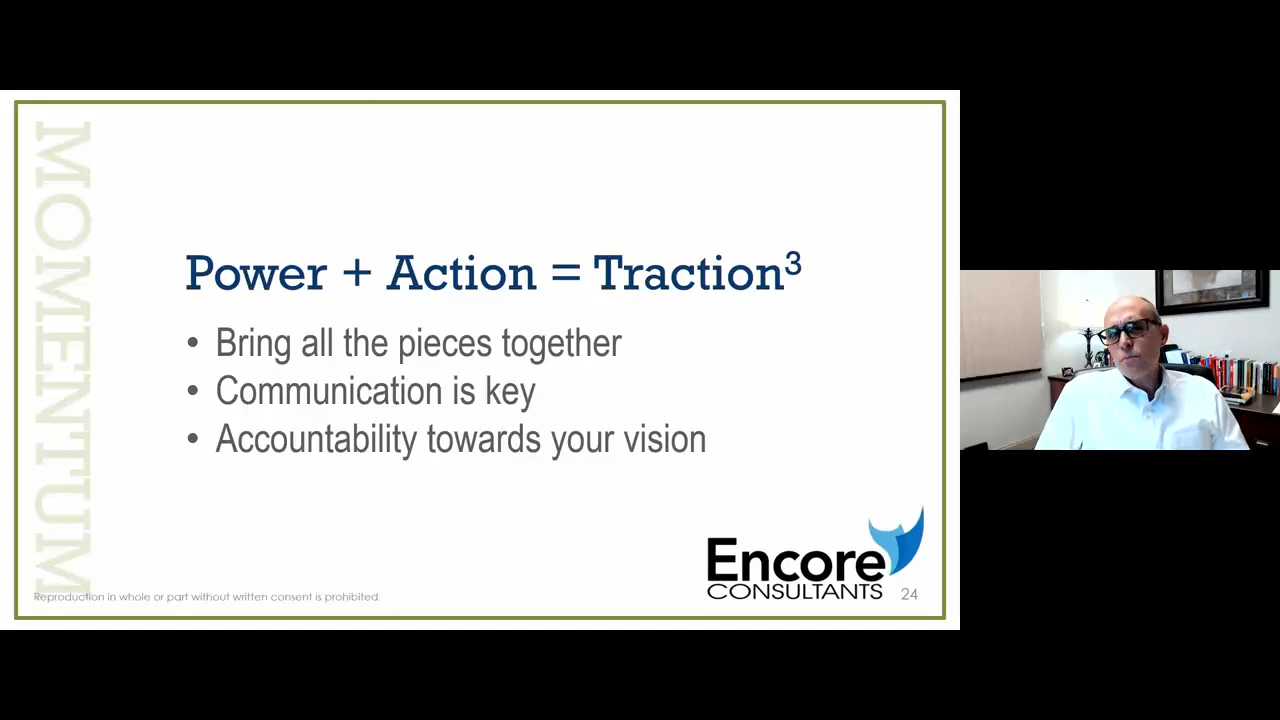 MOMENTUM
Power + Action = Traction³
• Bring all the pieces together
• Communication is key
• Accountability towards your vision
Encore
CONSULTANTS
24
Reproduction in whole or part without written consent is prohibited.